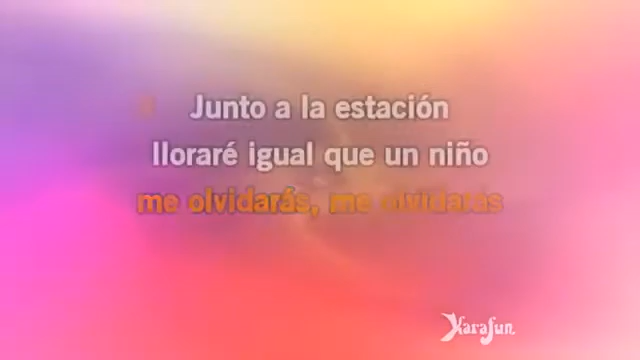 Junto a la estación
lloraré igual que un niño
me olvidarás, me olvidarás
KaraFun